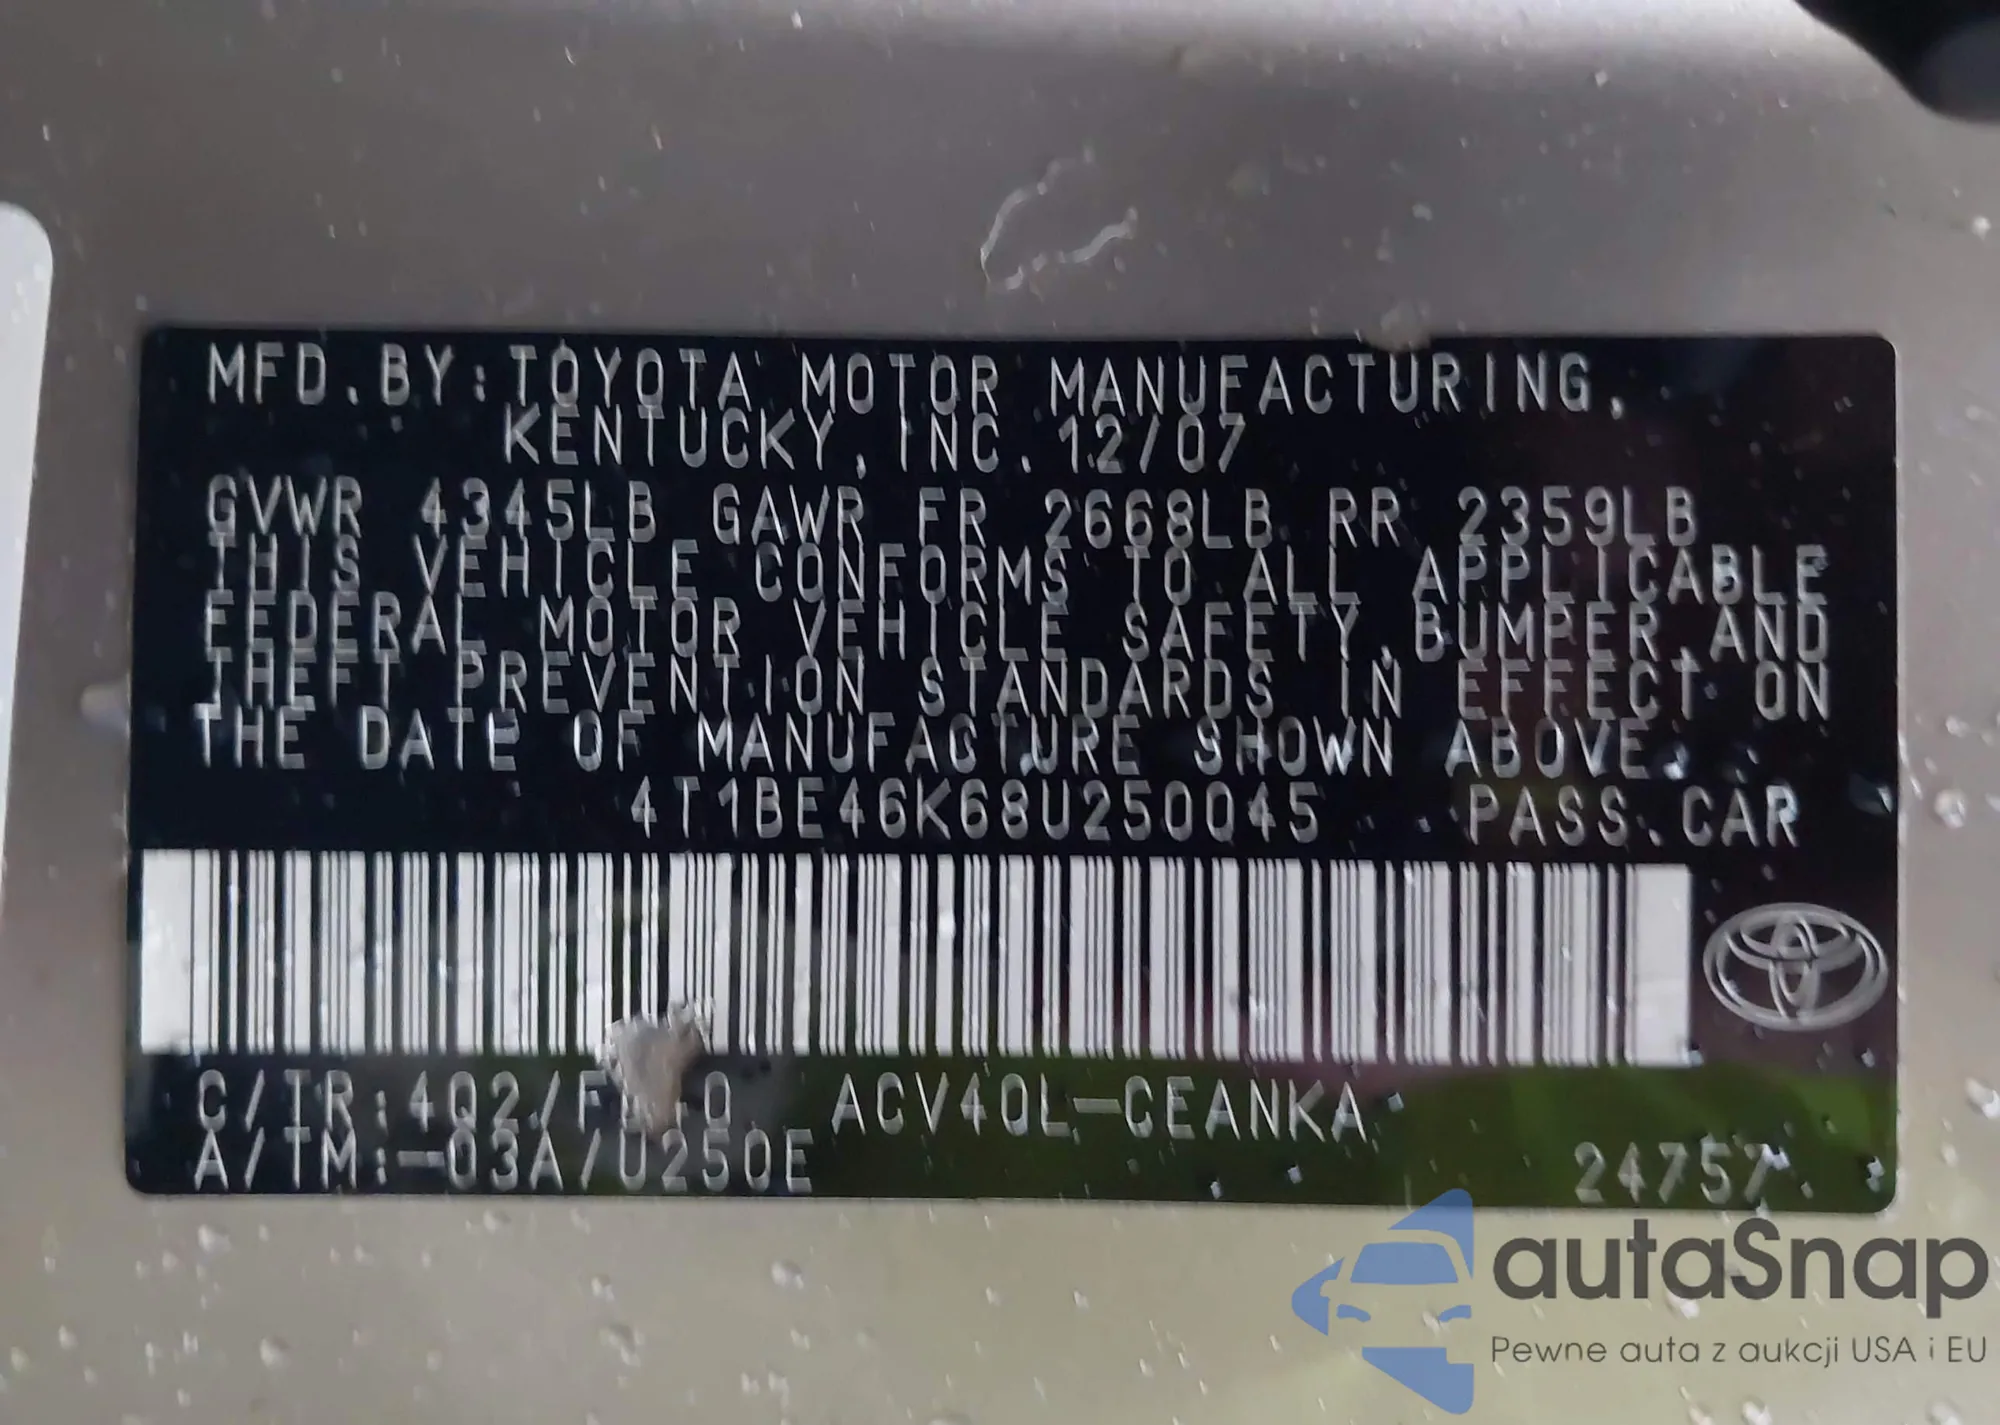 MFD.BY:TOYOTA MOTOR MANUFACTURING,
KENTUCKY, INC. 12/07
GVWR 4345LB GAWR FR 2668LB RR 2359LB
THIS VEHICLE CONFORMS TO ALL APPLICABLE
FEDERAL MOTOR VEHICLE SAFETY, BUMPER, AND
THEFT PREVENTION STANDARDS IN EFFECT ON
THE DATE OF MANUFACTURE SHOWN ABOVE.
4T1BE46K68U250045 PASS.CAR
C/TR:4Q2/ ACV40L-CEANKA
A/TM:-03A/U250E
24757
autaSnap
Pewne auta z aukcji USA i EU